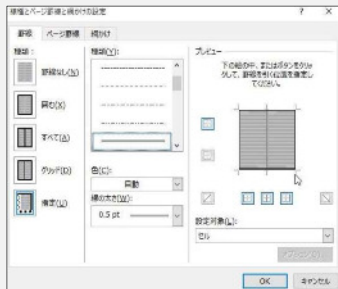 線種とページ罫線と網かけの設定
? ×
罫線
ページ罫線
網かけ
種類：
罫線なし(N)
囲む(X)
すべて(A)
グリッド(D)
指定(U)
種類(Y)：
色(C)：
自動
線の太さ(W)：
0.5 pt
プレビュー
下の絵の中、またはボタンをクリックして、罫線を引く位置を指定してください。
設定対象(L)：
セル
OK
キャンセル